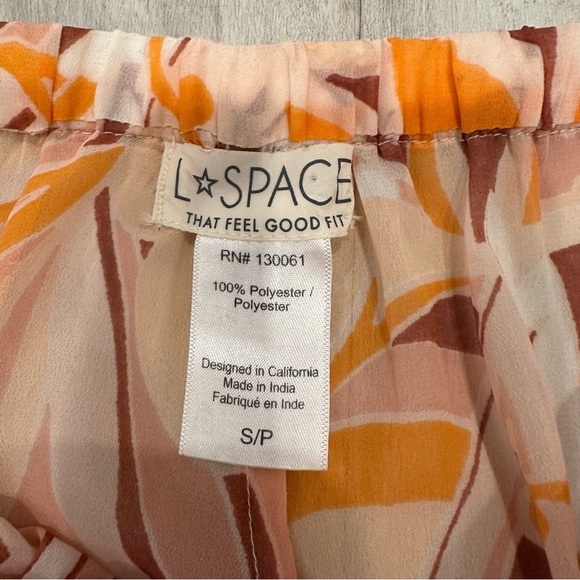 L☆SPACE
THAT FEEL GOOD FIT
RN# 130061
100% Polyester /
Polyester
Designed in California
Made in India
Fabriqué en Inde
S/P